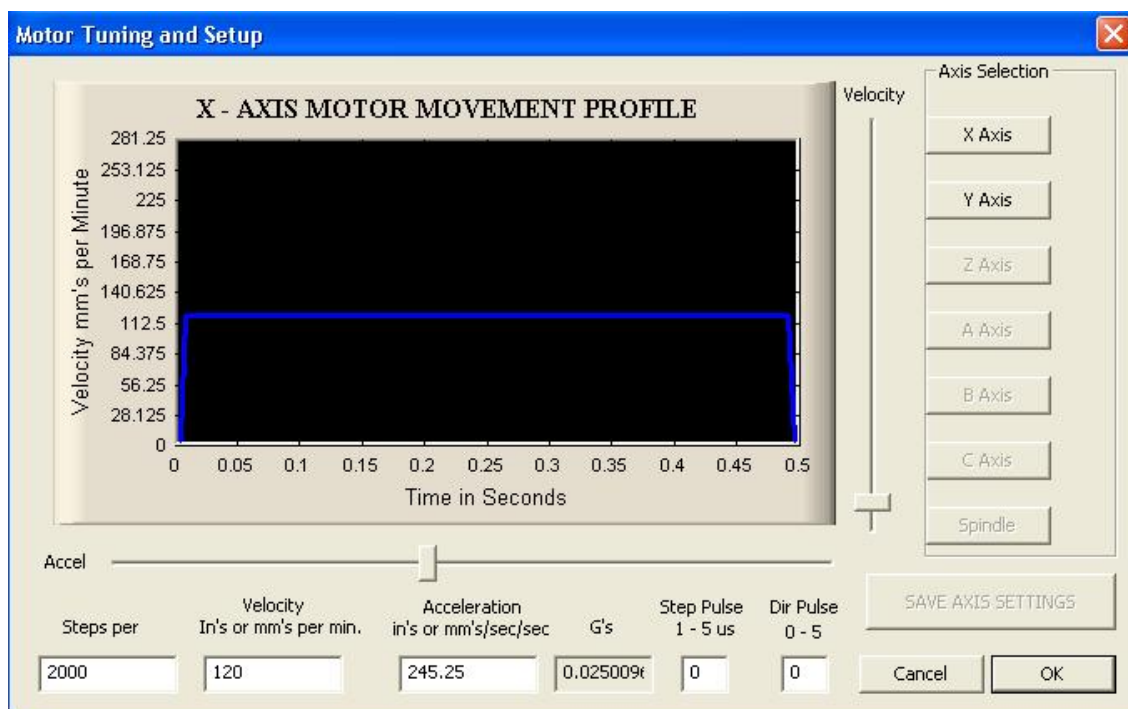 Motor Tuning and Setup
X - AXIS MOTOR MOVEMENT PROFILE
Velocity mm's per Minute
281.25
253.125
225
196.875
168.75
140.625
112.5
84.375
56.25
28.125
0
0 0.05 0.1 0.15 0.2 0.25 0.3 0.35 0.4 0.45 0.5
Time in Seconds
Velocity
Axis Selection
X Axis
Y Axis
Z Axis
A Axis
B Axis
C Axis
Spindle
Accel
Steps per
Velocity
In's or mm's per min.
Acceleration
in's or mm's/sec/sec
G's
Step Pulse
1 - 5 us
Dir Pulse
0 - 5
2000
120
245.25
0.025009
0
0
SAVE AXIS SETTINGS
Cancel
OK